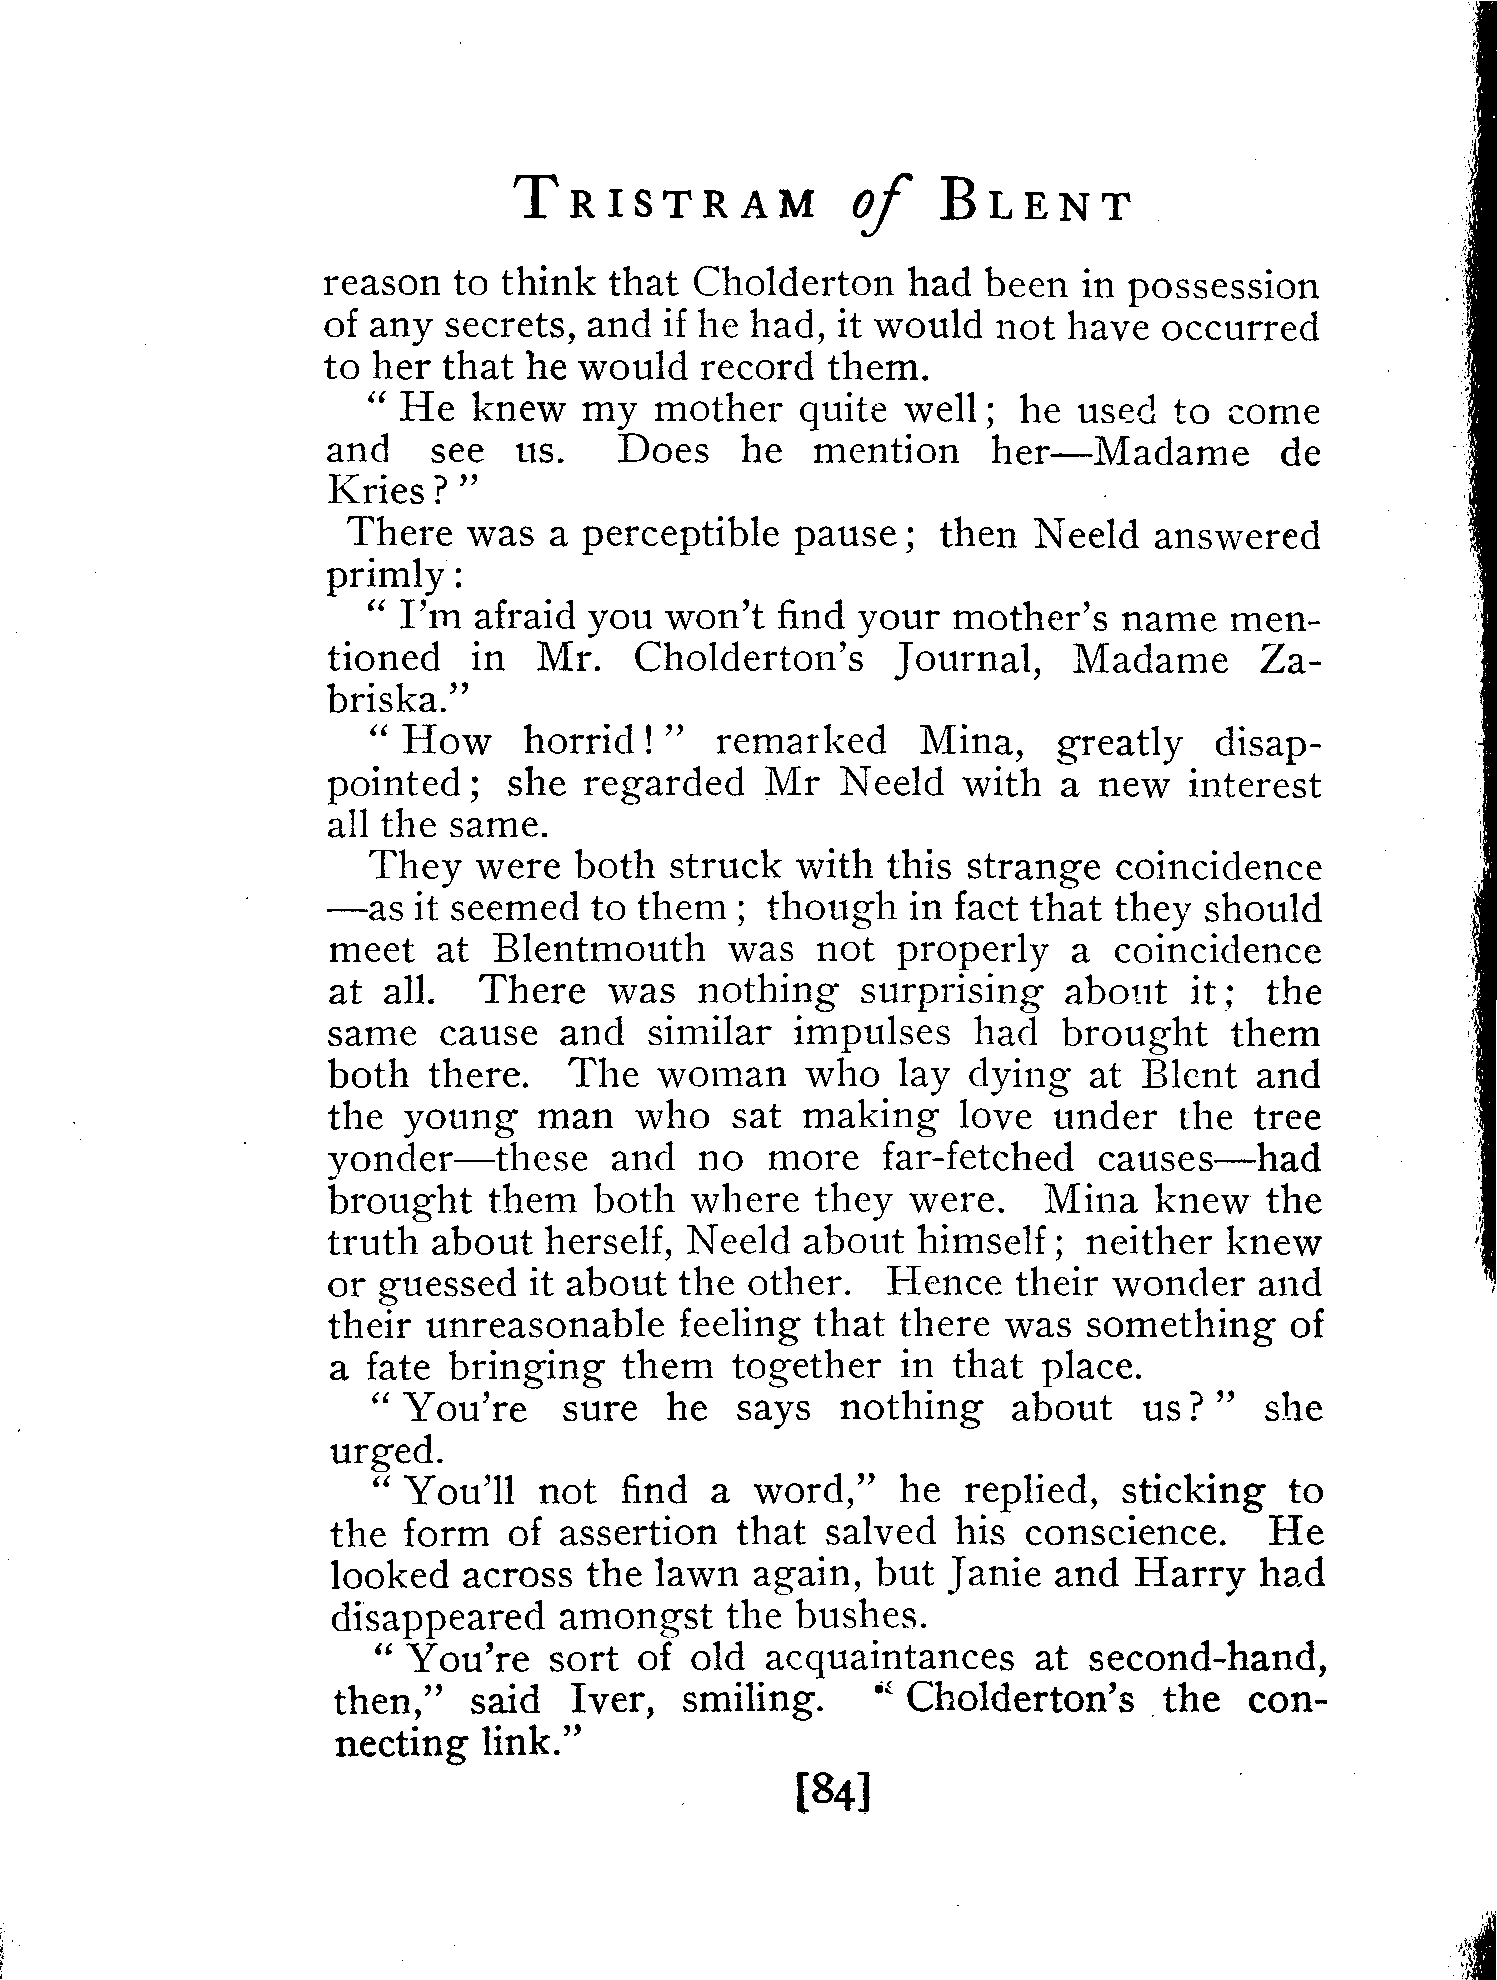 TRISTRAM of BLENT
reason to think that Cholderton had been in possession
of any secrets, and if he had, it would not have occurred
to her that he would record them.
“ He knew my mother quite well; he used to come
and see us. Does he mention her—Madame de
Kries? ”
There was a perceptible pause; then Neeld answered
primly:
“ I’m afraid you won’t find your mother’s name men-
tioned in Mr. Cholderton’s Journal, Madame Za-
briska.”
“ How horrid! ” remarked Mina, greatly disap-
pointed; she regarded Mr Neeld with a new interest
all the same.
They were both struck with this strange coincidence
—as it seemed to them; though in fact that they should
meet at Blentmouth was not properly a coincidence
at all. There was nothing surprising about it; the
same cause and similar impulses had brought them
both there. The woman who lay dying at Blent and
the young man who sat making love under the tree
yonder—these and no more far-fetched causes—had
brought them both where they were. Mina knew the
truth about herself, Neeld about himself; neither knew
or guessed it about the other. Hence their wonder and
their unreasonable feeling that there was something of
a fate bringing them together in that place.
“ You’re sure he says nothing about us? ” she
urged.
“ You’ll not find a word,” he replied, sticking to
the form of assertion that salved his conscience. He
looked across the lawn again, but Janie and Harry had
disappeared amongst the bushes.
“ You’re sort of old acquaintances at second-hand,
then,” said Iver, smiling. “ Cholderton’s the con-
necting link.”
[84]